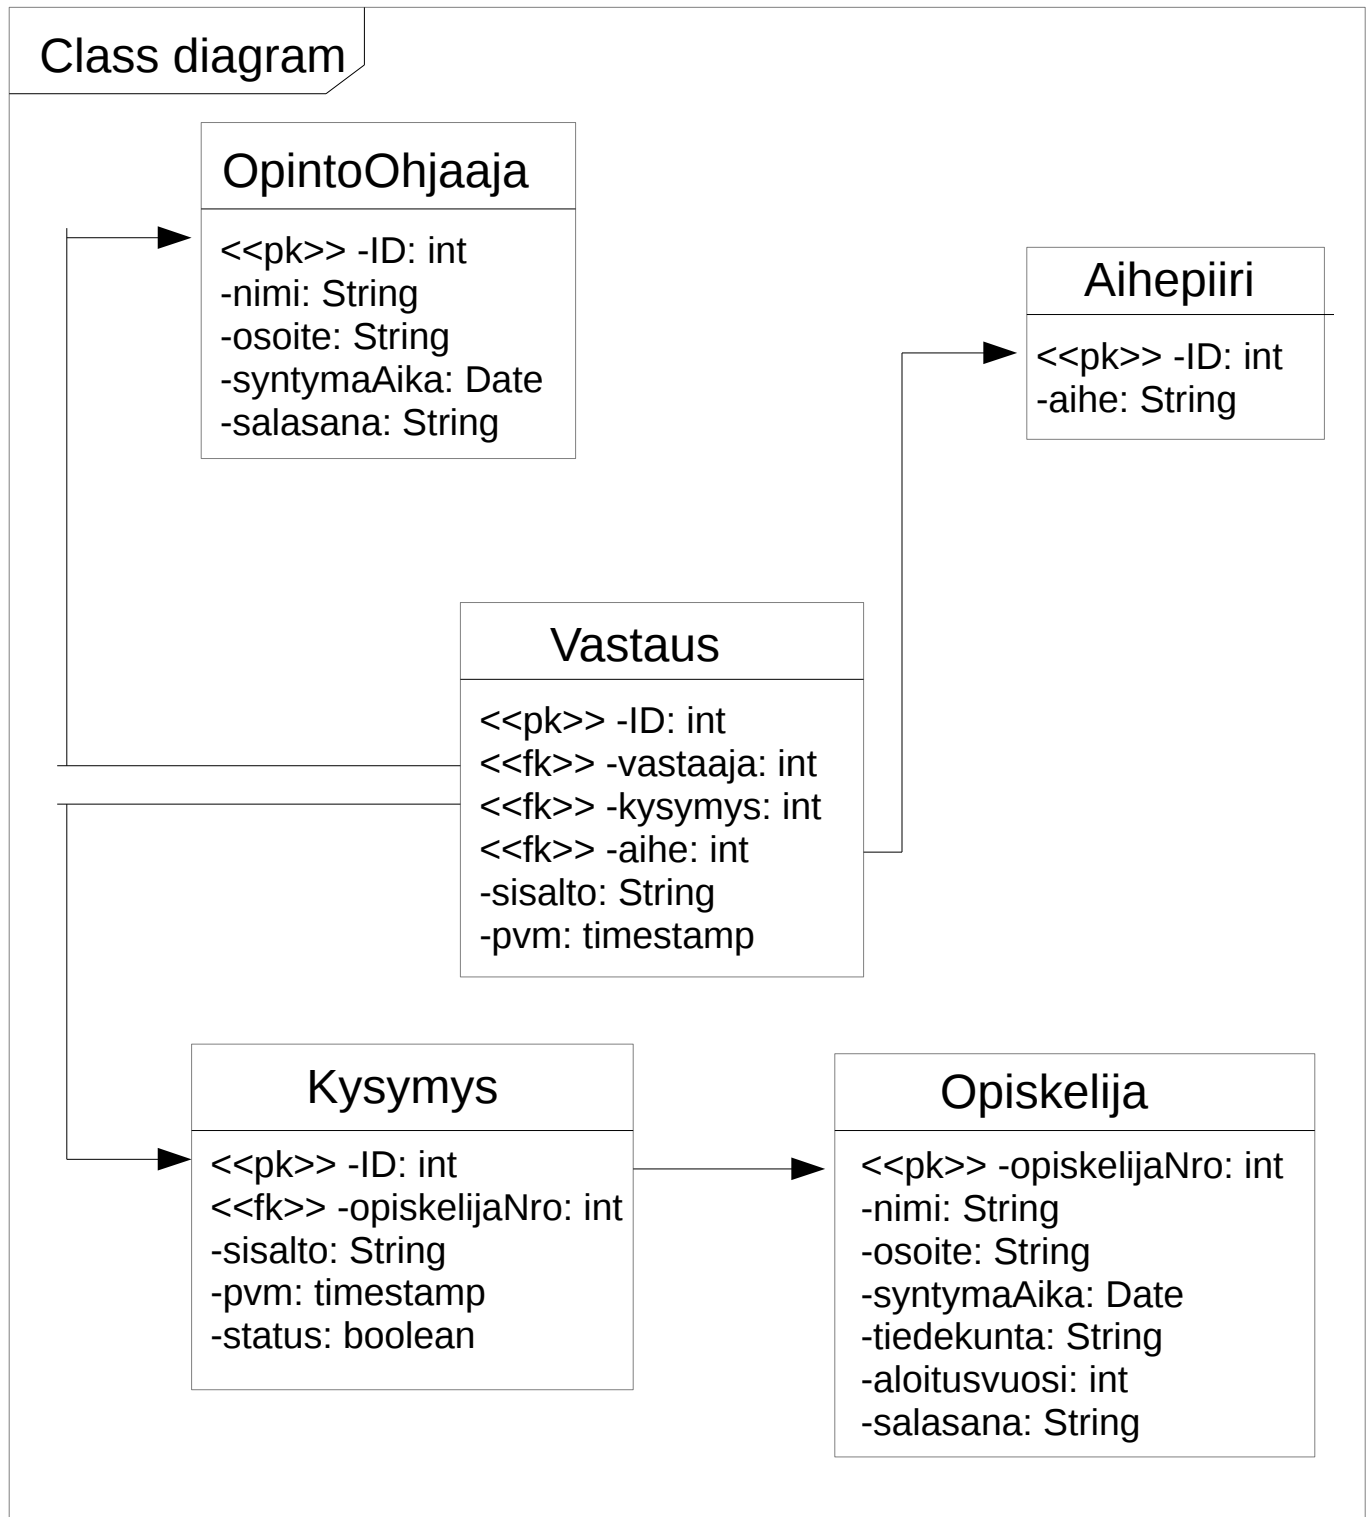 Class diagram
OpintoOhjaaja
<<pk>> -ID: int
-nimi: String
-osoite: String
-syntymaAika: Date
-salasana: String
Aihepiiri
<<pk>> -ID: int
-aihe: String
Vastaus
<<pk>> -ID: int
<<fk>> -vastaaja: int
<<fk>> -kysymys: int
<<fk>> -aihe: int
-sisalto: String
-pvm: timestamp
Kysymys
<<pk>> -ID: int
<<fk>> -opiskelijaNro: int
-sisalto: String
-pvm: timestamp
-status: boolean
Opiskelija
<<pk>> -opiskelijaNro: int
-nimi: String
-osoite: String
-syntymaAika: Date
-tiedekunta: String
-aloitusvuosi: int
-salasana: String